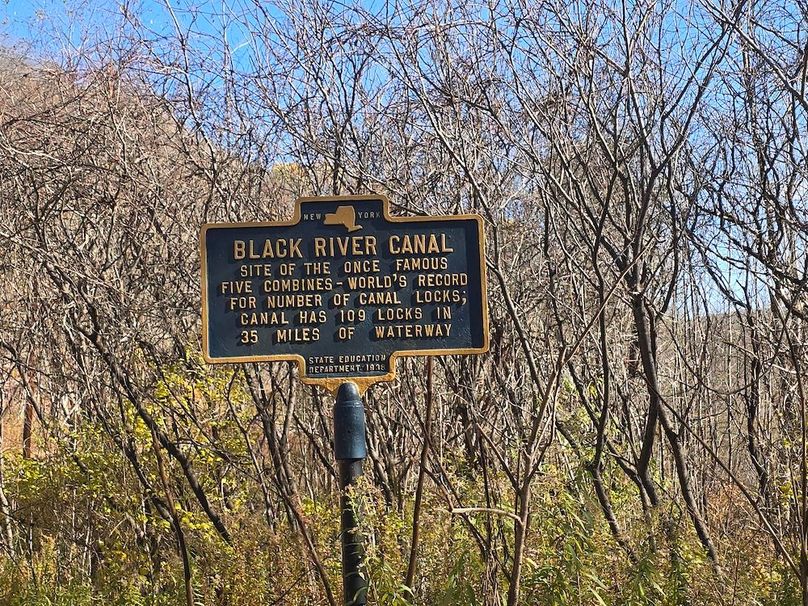 NEW YORK
BLACK RIVER CANAL
SITE OF THE ONCE FAMOUS
FIVE COMBINES - WORLD'S RECORD
FOR NUMBER OF CANAL LOCKS;
CANAL HAS 109 LOCKS IN
35 MILES OF WATERWAY
STATE EDUCATION
DEPARTMENT